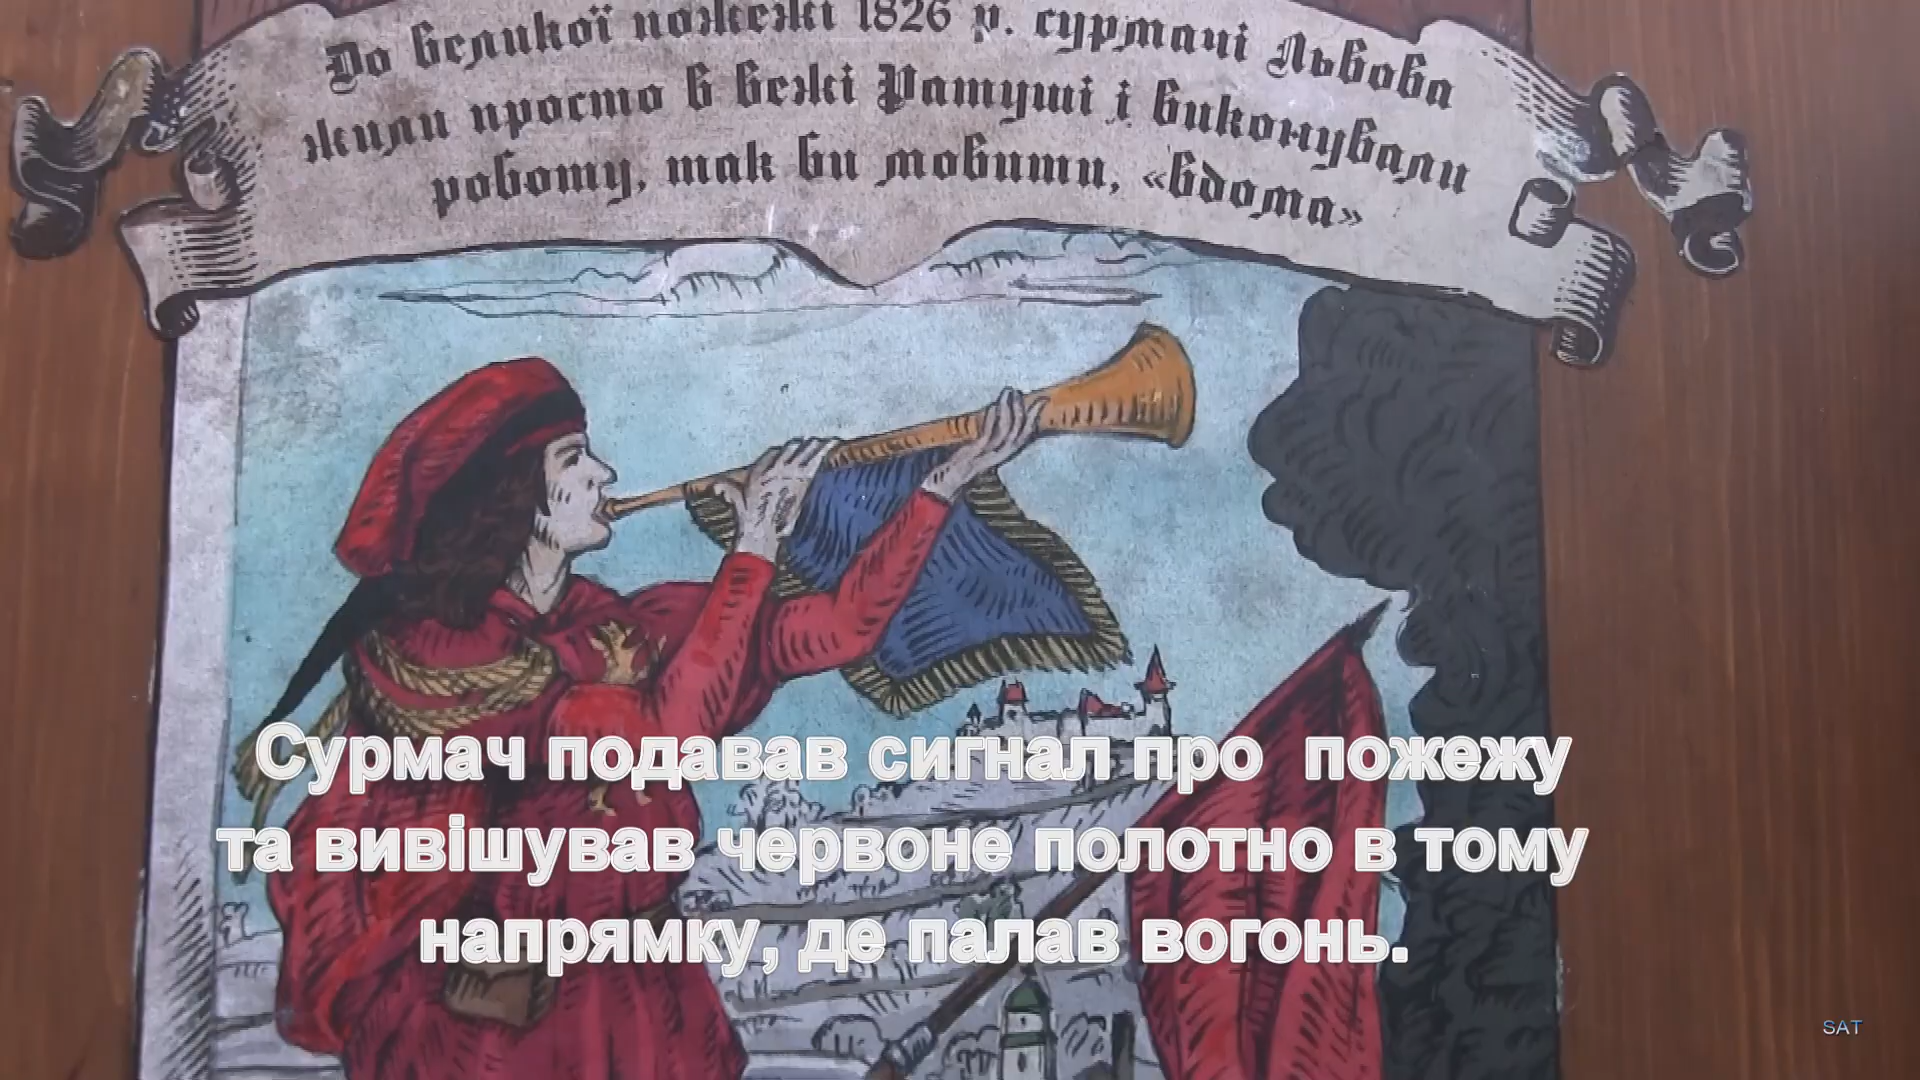 До великої пожежі 1826 р. сурмачі Львова
жили просто в вежі Ратуші і виконували
роботу, так би мовити, «вдома»
Сурмач подавав сигнал про пожежу
та вивішував червоне полотно в тому
напрямку, де палав вогонь.
SAT